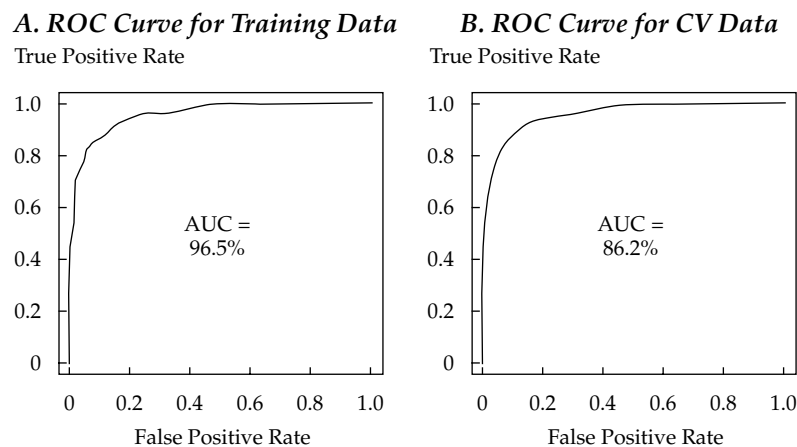 A. ROC Curve for Training Data
True Positive Rate
1.0
0.8
0.6
0.4
0.2
0
AUC =
96.5%
0 0.2 0.4 0.6 0.8 1.0
False Positive Rate
B. ROC Curve for CV Data
True Positive Rate
1.0
0.8
0.6
0.4
0.2
0
AUC =
86.2%
0 0.2 0.4 0.6 0.8 1.0
False Positive Rate